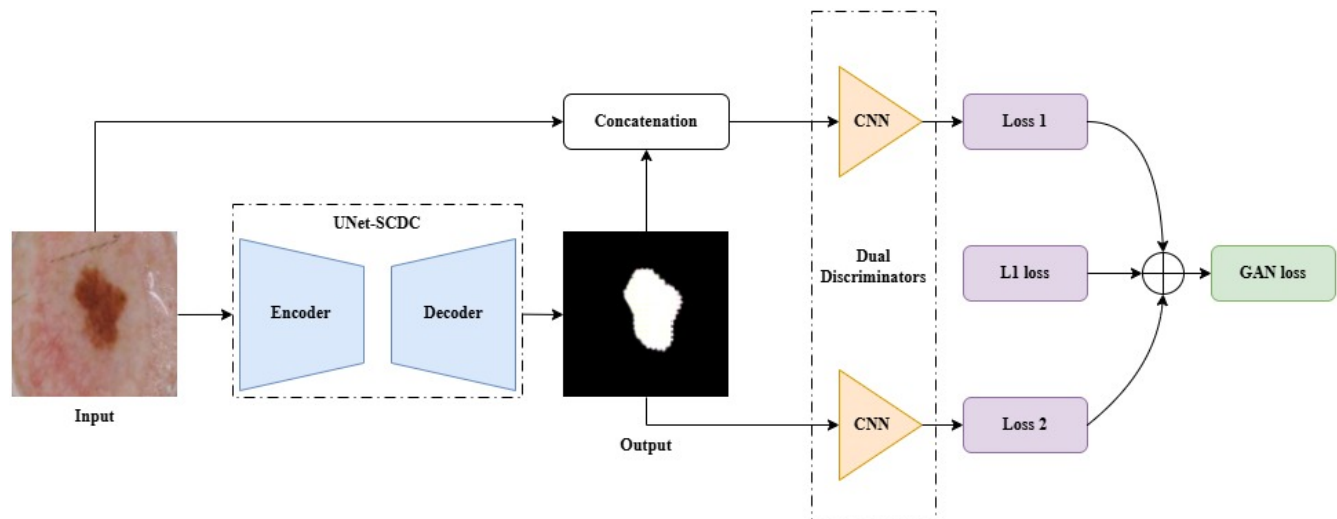 Concatenation
CNN
Loss 1
UNet-SCDC
Encoder
Decoder
Dual
Discriminators
L1 loss
GAN loss
Input
Output
CNN
Loss 2